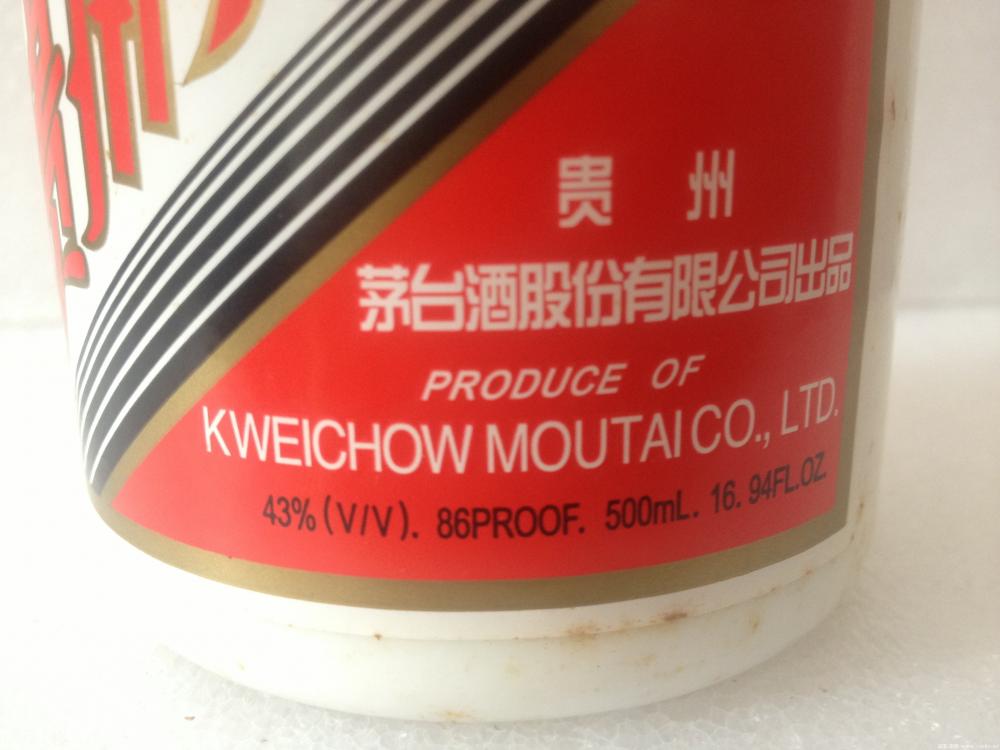 贵 州
茅台酒股份有限公司出品
PRODUCE OF
KWEICHOW MOUTAI CO., LTD.
43% (V/V). 86PROOF. 500mL. 16. 94FL.OZ.